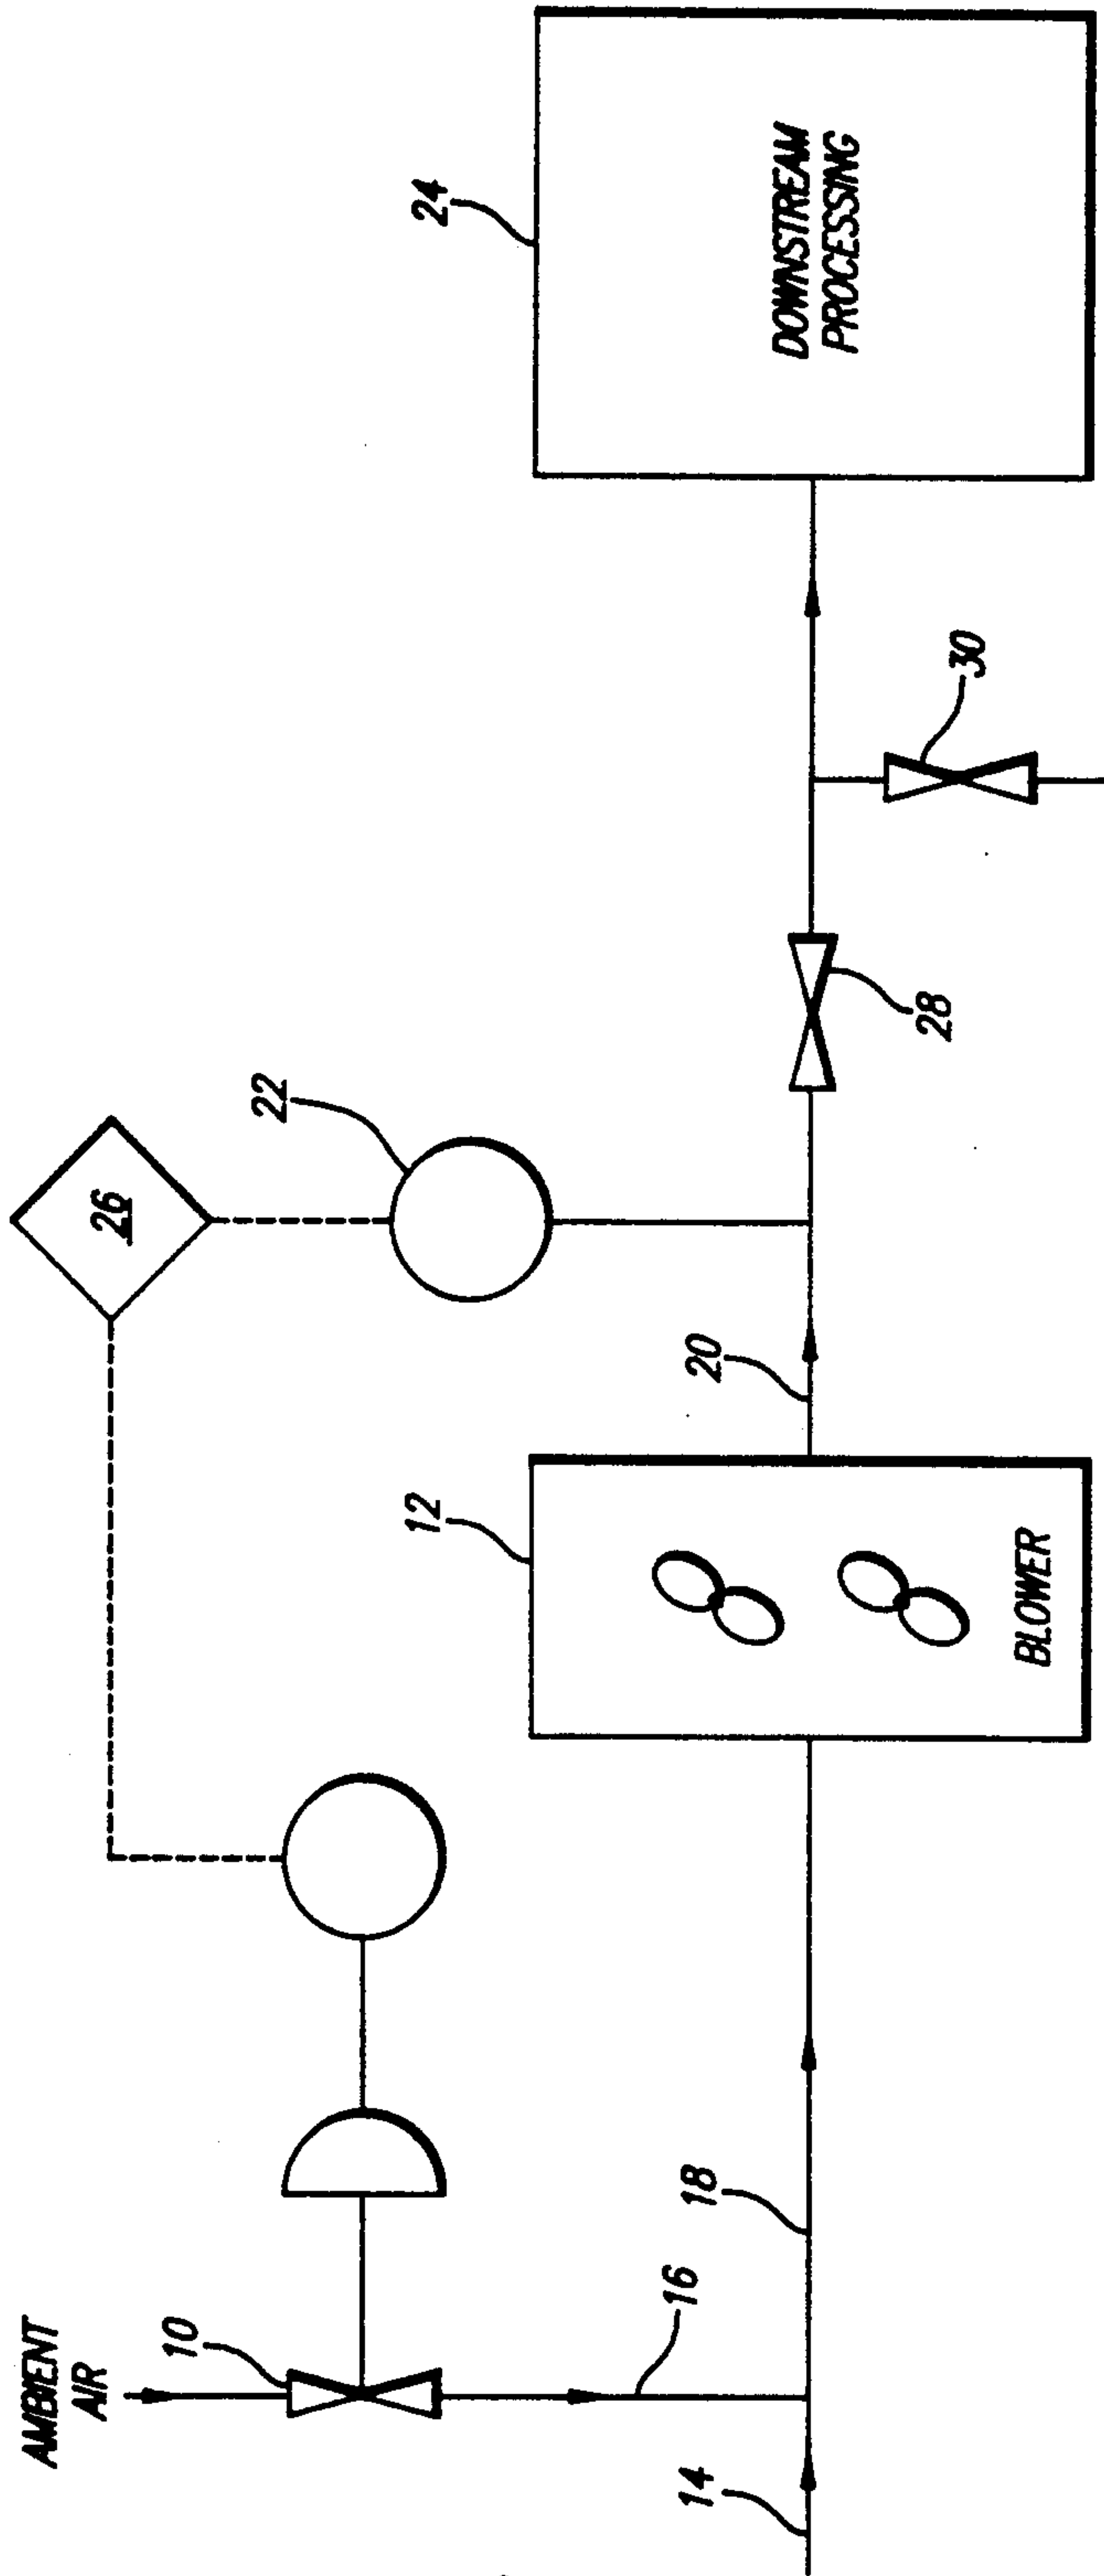 AMBIENT
AIR
10
26
22
24
12
20
16
18
14
28
30
BLOWER
DOWNSTREAM
PROCESSING